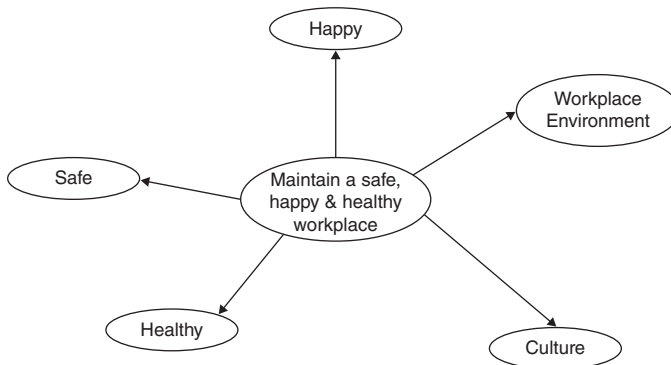 Happy
Workplace
Environment
Safe
Maintain a safe,
happy & healthy
workplace
Healthy
Culture